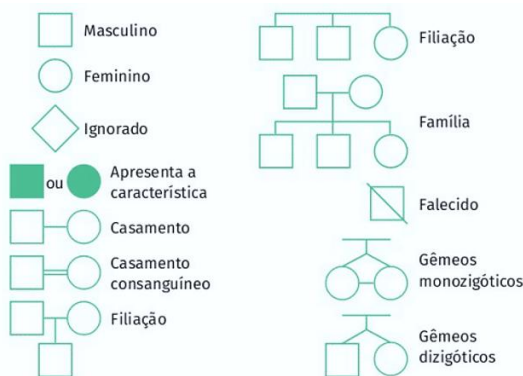 Masculino
Feminino
Ignorado
ou
Apresenta a
característica
Casamento
Casamento
consanguíneo
Filiação
Filiação
Família
Falecido
Gêmeos
monozigóticos
Gêmeos
dizigóticos